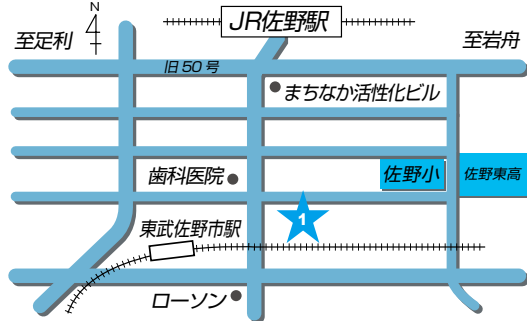 N
JR佐野駅
至足利
至岩舟
旧50号
まちなか活性化ビル
歯科医院
佐野小
佐野東高
1
東武佐野市駅
ローソン